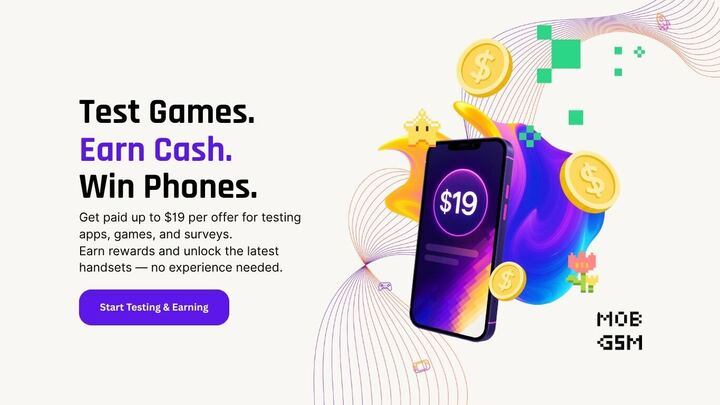 Test Games.
Earn Cash.
Win Phones.
Get paid up to $19 per offer for testing
apps, games, and surveys.
Earn rewards and unlock the latest
handsets — no experience needed.
Start Testing & Earning
$19
$
$
$
MOB
GSM